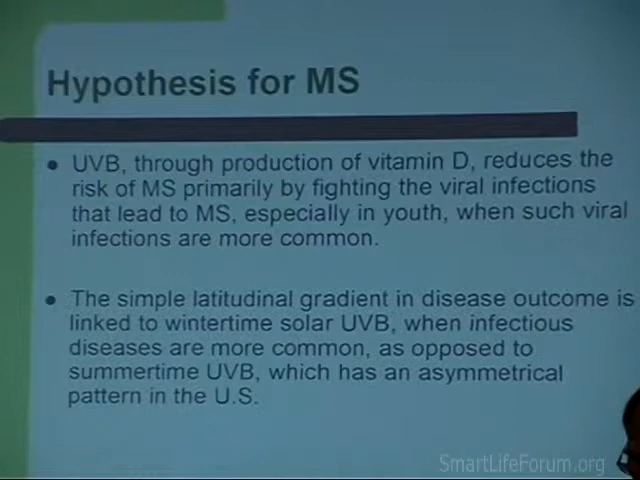 Hypothesis for MS
• UVB, through production of vitamin D, reduces the
risk of MS primarily by fighting the viral infections
that lead to MS, especially in youth, when such viral
infections are more common.
• The simple latitudinal gradient in disease outcome is
linked to wintertime solar UVB, when infectious
diseases are more common, as opposed to
summertime UVB, which has an asymmetrical
pattern in the U.S.
SmartLifeForum.org